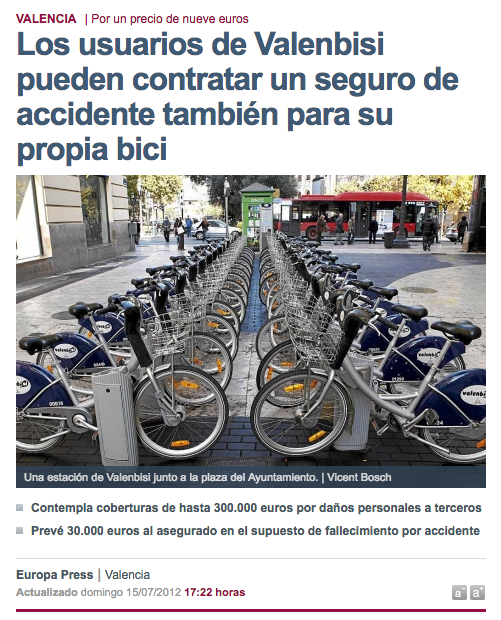 VALENCIA | Por un precio de nueve euros
Los usuarios de Valenbisi
pueden contratar un seguro de
accidente también para su
propia bici
valenbisi
valenbisi
valenbisi
Una estación de Valenbisi junto a la plaza del Ayuntamiento. | Vicent Bosch
Contempla coberturas de hasta 300.000 euros por daños personales a terceros
Prevé 30.000 euros al asegurado en el supuesto de fallecimiento por accidente
Europa Press | Valencia
Actualizado domingo 15/07/2012 17:22 horas
a- a+